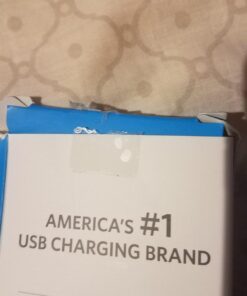 AMERICA'S #1
USB CHARGING BRAND